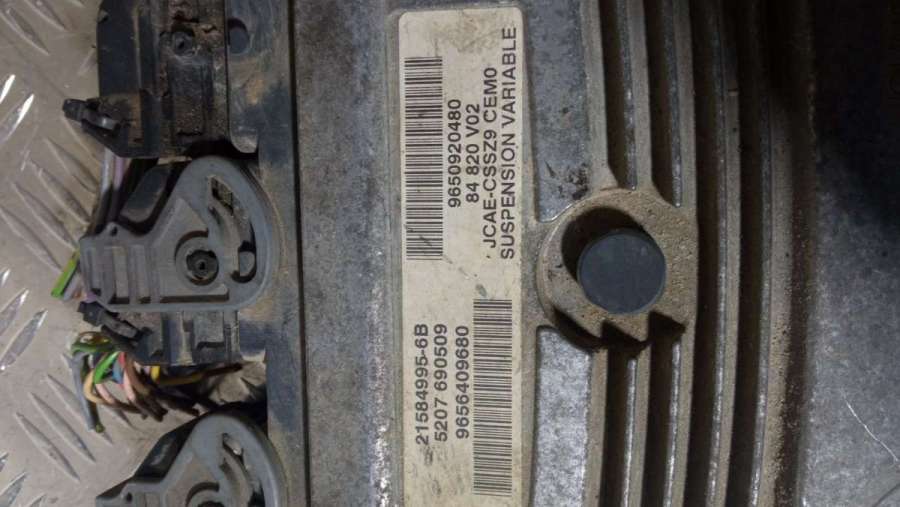 21584995-6B
5207 690509
9656409680
9650920480
84 820 V02
JCAE-CSSZ9 CEM0
SUSPENSION VARIABLE